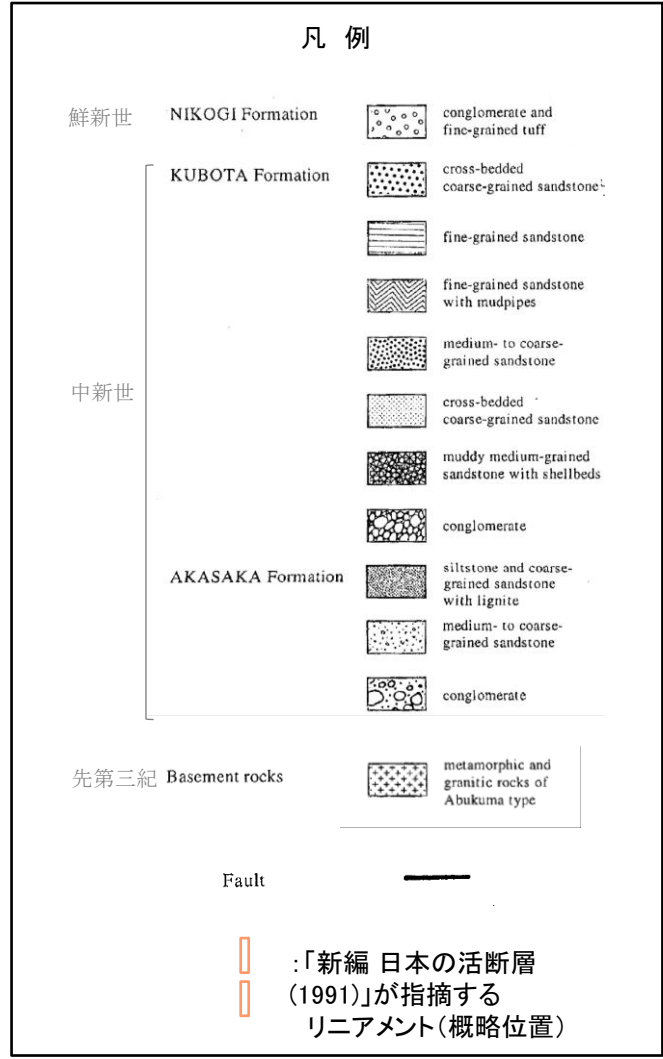 凡 例
鮮新世 NIKOGI Formation conglomerate and
fine-grained tuff
KUBOTA Formation cross-bedded
coarse-grained sandstone
fine-grained sandstone
fine-grained sandstone
with mudpipes
medium- to coarse-
grained sandstone
中新世
cross-bedded
coarse-grained sandstone
muddy medium-grained
sandstone with shellbeds
conglomerate
AKASAKA Formation siltstone and coarse-
grained sandstone
with lignite
medium- to coarse-
grained sandstone
conglomerate
先第三紀 Basement rocks metamorphic and
granitic rocks of
Abukuma type
Fault
:「新編 日本の活断層
(1991)」が指摘する
リニアメント(概略位置)